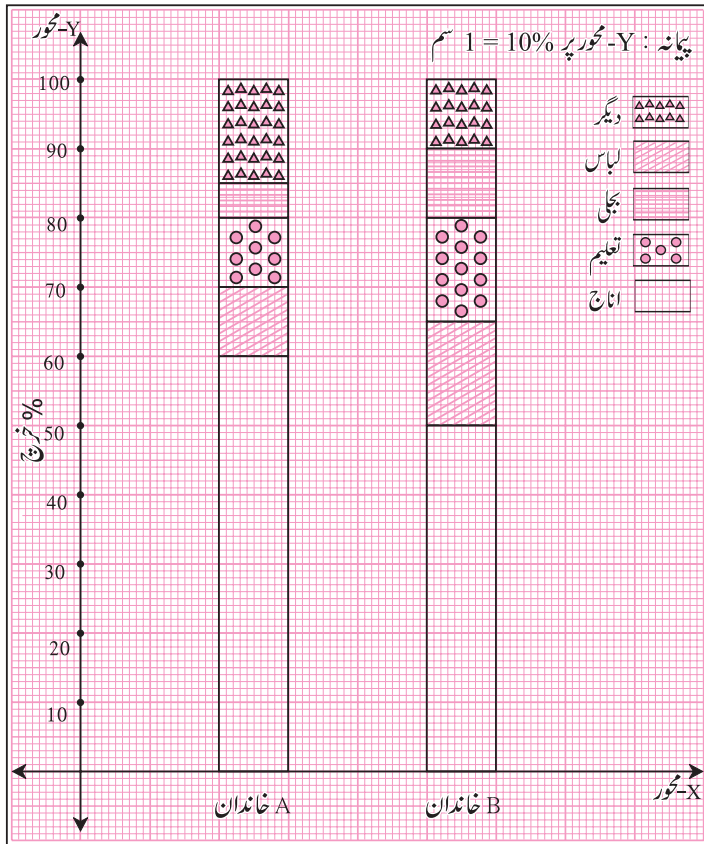 Y-محور
پیمانہ : Y-محور پر 10% = 1 سم
دیگر
لباس
بجلی
تعلیم
اناج
100
90
80
70
60
50
40
30
20
10
خرچ %
X-محور
خاندان A
خاندان B